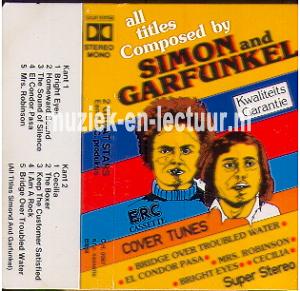 all
titles
Composed by
SIMON and
GARFUNKEL
Kwaliteits
Garantie
muziek-en-lectuur.nl
DOLBY SYSTEM
STEREO
MONO
ERC
CASSETTE
COVER TUNES
• BRIDGE OVER TROUBLED WATER •
• EL CONDOR PASA • MRS. ROBINSON •
BRIGHT EYES • CECILIA •
Super Stereo
Kant 1
1 Bright Eyes
2 Homeward Bound
3 The Sound of Silence
4 El Condor Pasa
5 Mrs. Robinson
Kant 2
1 Cecilia
2 The Boxer
3 Keep The Customer Satisfied
4 I Am A Rock
5 Bridge Over Troubled Water
(All Titles Simond And Garfunkel)